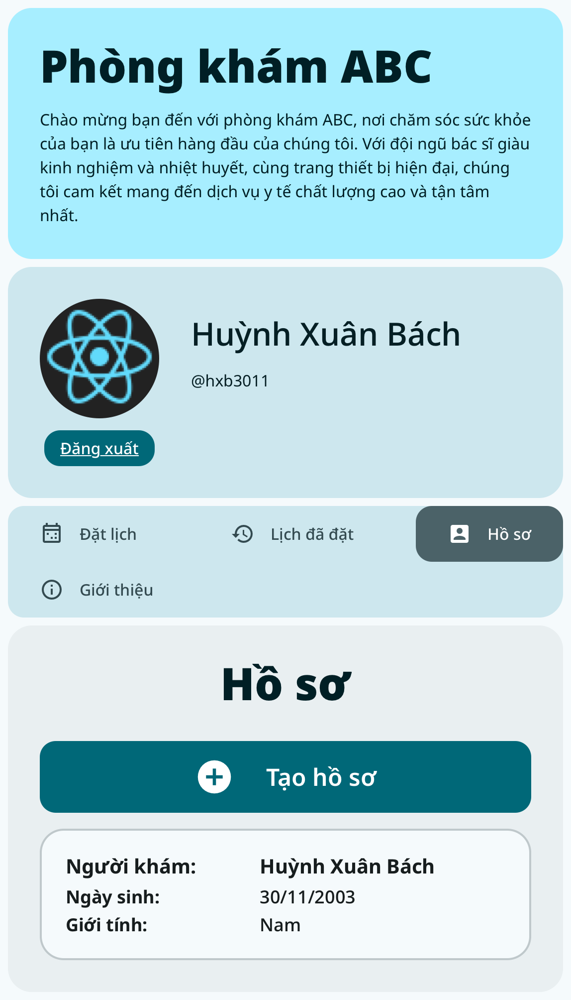 Phòng khám ABC
Chào mừng bạn đến với phòng khám ABC, nơi chăm sóc sức khỏe
của bạn là ưu tiên hàng đầu của chúng tôi. Với đội ngũ bác sĩ giàu
kinh nghiệm và nhiệt huyết, cùng trang thiết bị hiện đại, chúng
tôi cam kết mang đến dịch vụ y tế chất lượng cao và tận tâm
nhất.
Huỳnh Xuân Bách
@hxb3011
Đăng xuất
Đặt lịch
Lịch đã đặt
Hồ sơ
Giới thiệu
Hồ sơ
Tạo hồ sơ
Người khám: Huỳnh Xuân Bách
Ngày sinh: 30/11/2003
Giới tính: Nam